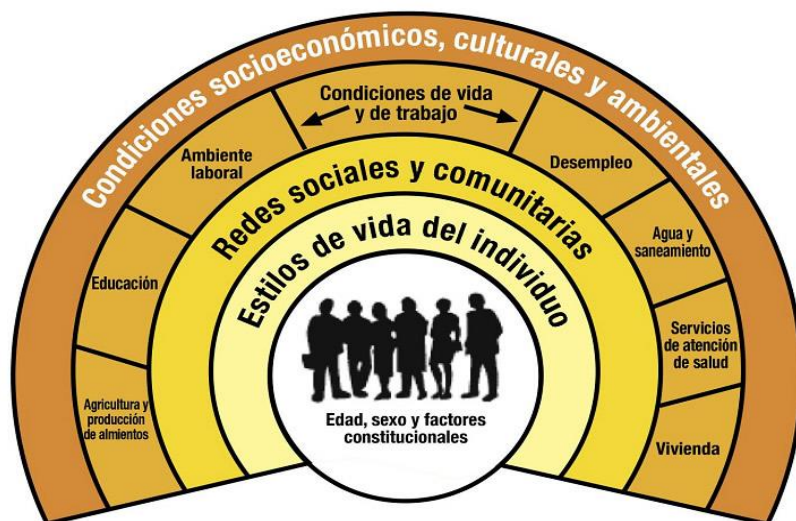 Condiciones socioeconómicos, culturales y ambientales
Condiciones de vida
y de trabajo
Ambiente
laboral
Desempleo
Redes sociales y comunitarias
Agua y
saneamiento
Estilos de vida del individuo
Educación
Servicios
de atención
de salud
Agricultura y
producción
de almientos
Edad, sexo y factores
constitucionales
Vivienda